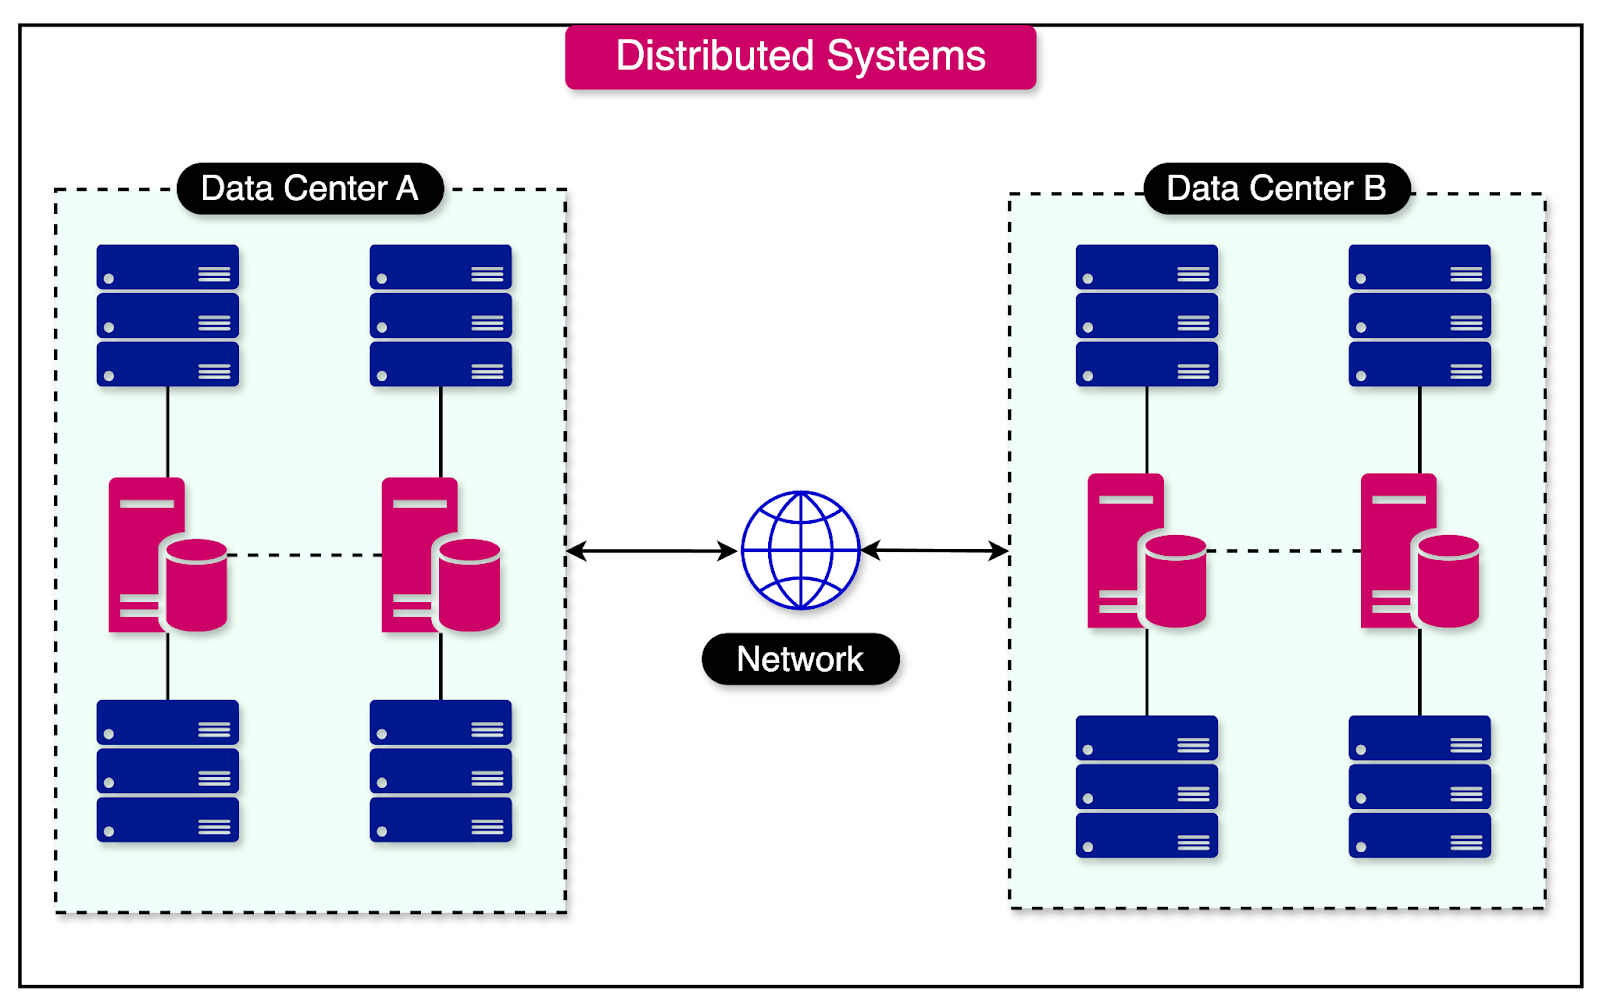 Distributed Systems
Data Center A
Data Center B
Network